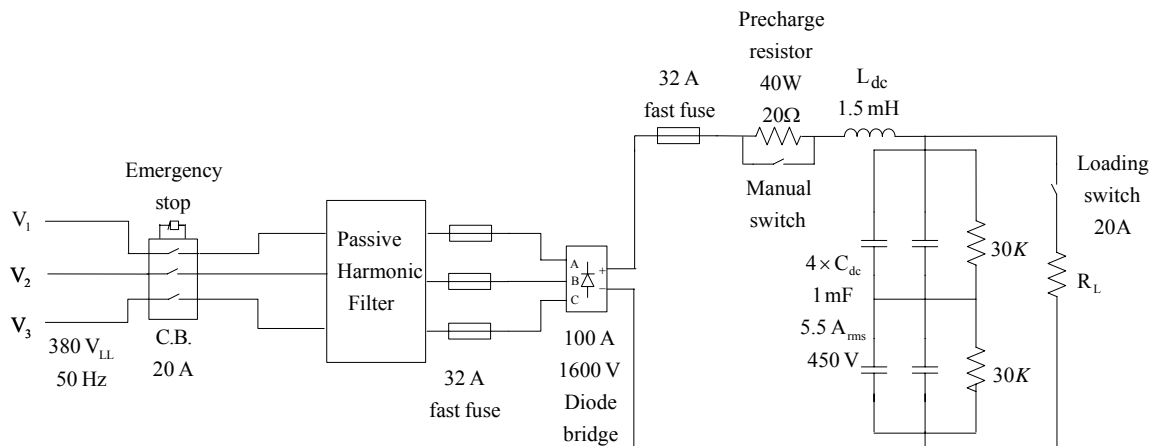 Precharge
resistor
40W
20Ω
L_dc
1.5 mH
32 A
fast fuse
Manual
switch
Loading
switch
20A
Emergency
stop
V_1
V_2
V_3
380 V_LL
50 Hz
C.B.
20 A
Passive
Harmonic
Filter
32 A
fast fuse
A
B
C
+
−
100 A
1600 V
Diode
bridge
4 × C_dc
1 mF
5.5 A_rms
450 V
30K
30K
R_L